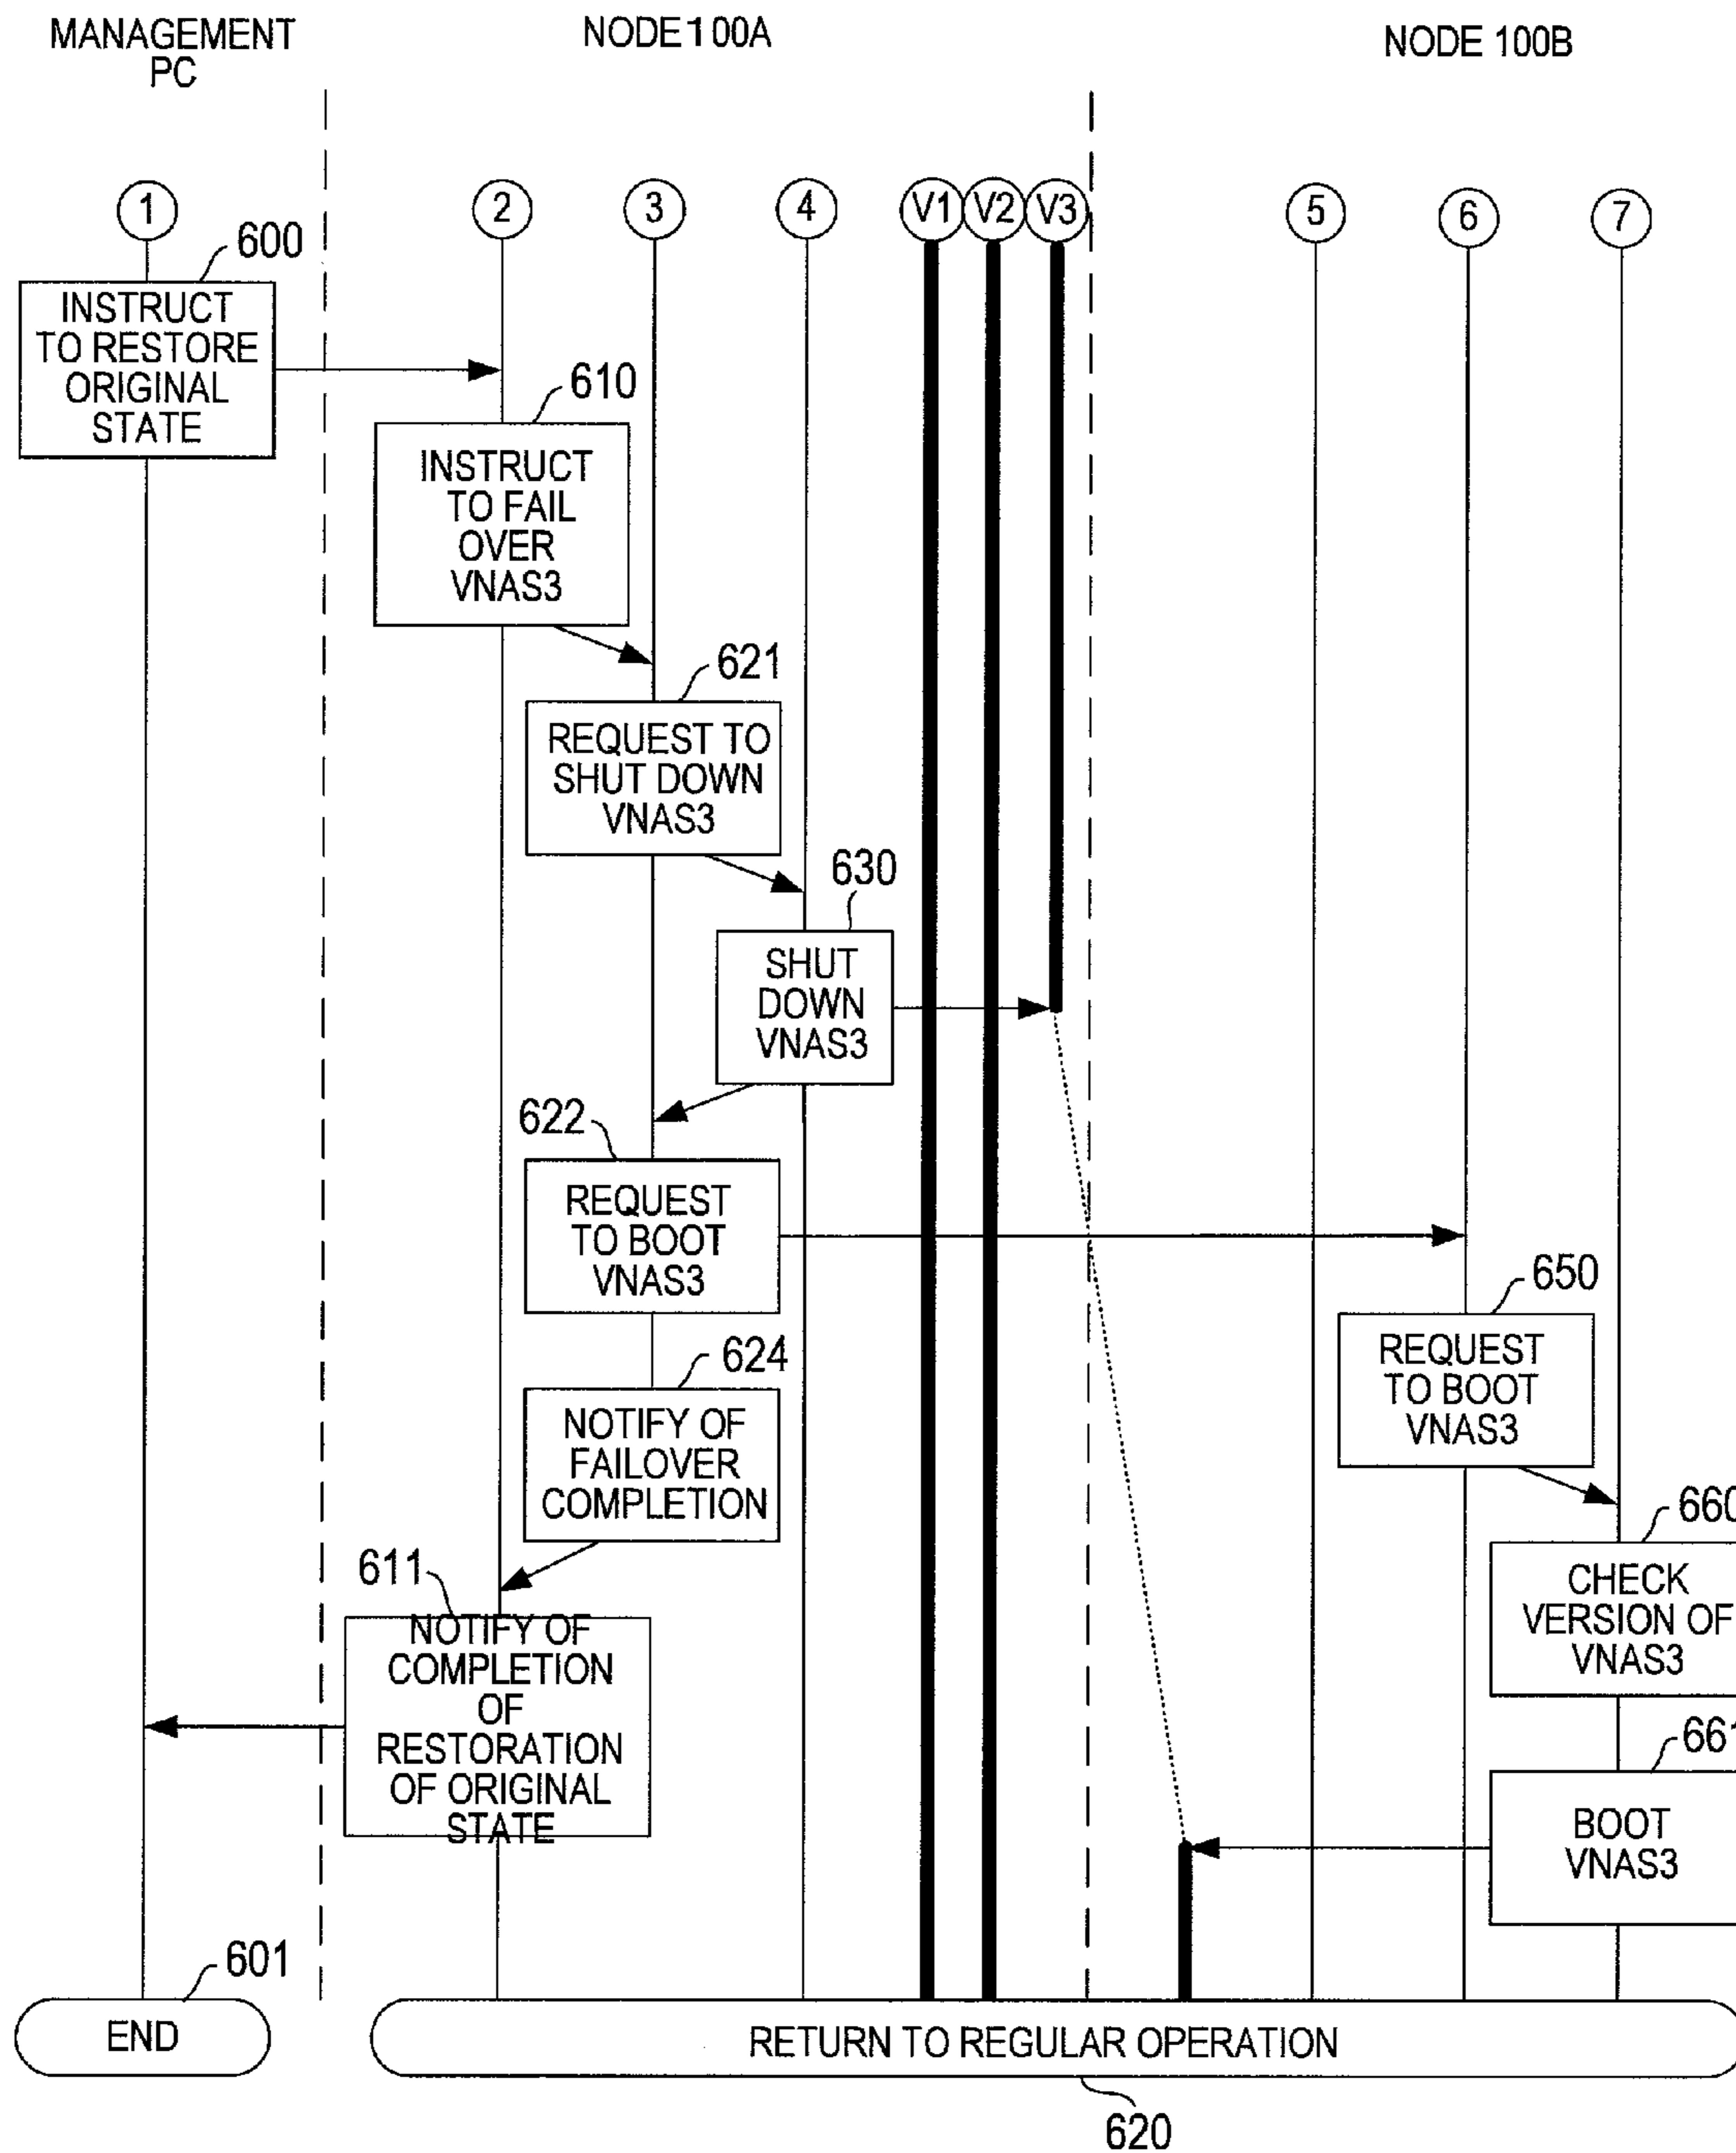 MANAGEMENT
PC
NODE 100A
NODE 100B
1
2
3
4
V1
V2
V3
5
6
7
600
INSTRUCT
TO RESTORE
ORIGINAL
STATE
610
INSTRUCT
TO FAIL
OVER
VNAS3
621
REQUEST TO
SHUT DOWN
VNAS3
630
SHUT
DOWN
VNAS3
622
REQUEST
TO BOOT
VNAS3
650
REQUEST
TO BOOT
VNAS3
624
NOTIFY OF
FAILOVER
COMPLETION
660
CHECK
VERSION OF
VNAS3
611
NOTIFY OF
COMPLETION
OF
RESTORATION
OF ORIGINAL
STATE
661
BOOT
VNAS3
601
END
RETURN TO REGULAR OPERATION
620